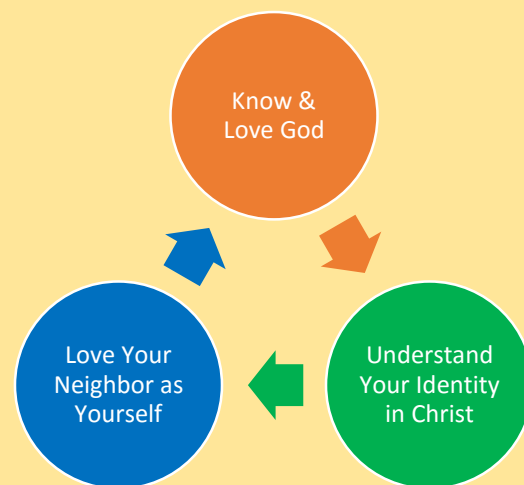 Know &
Love God
Understand
Your Identity
in Christ
Love Your
Neighbor as
Yourself